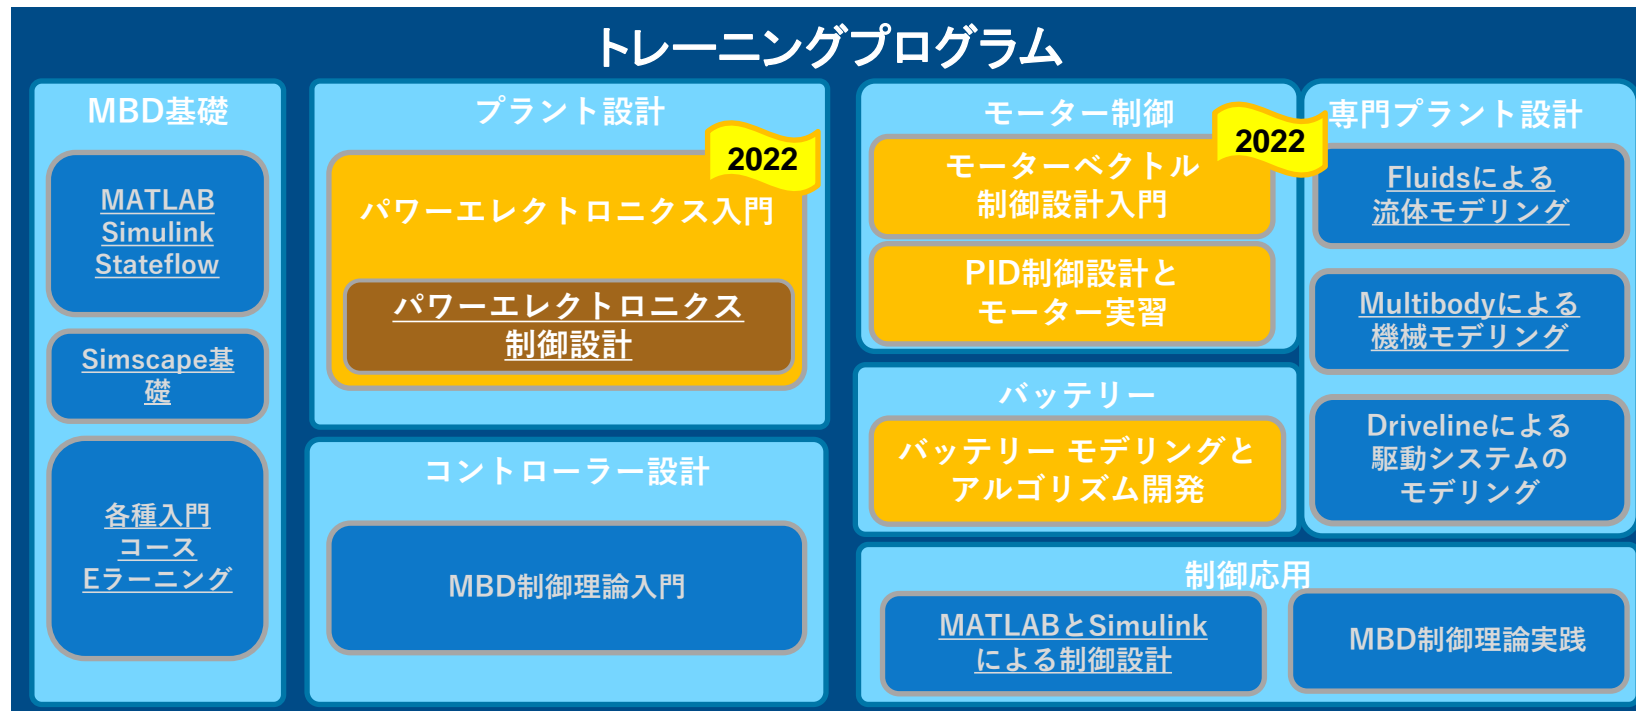 トレーニングプログラム
MBD基礎
MATLAB
Simulink
Stateflow
Simscape基
礎
各種入門
コース
Eラーニング
プラント設計
2022
パワーエレクトロニクス入門
パワーエレクトロニクス
制御設計
コントローラー設計
MBD制御理論入門
モーター制御
2022
モーターベクトル
制御設計入門
PID制御設計と
モーター実習
バッテリー
バッテリー モデリングと
アルゴリズム開発
専門プラント設計
Fluidsによる
流体モデリング
Multibodyによる
機械モデリング
Drivelineによる
駆動システムの
モデリング
制御応用
MATLABとSimulink
による制御設計
MBD制御理論実践